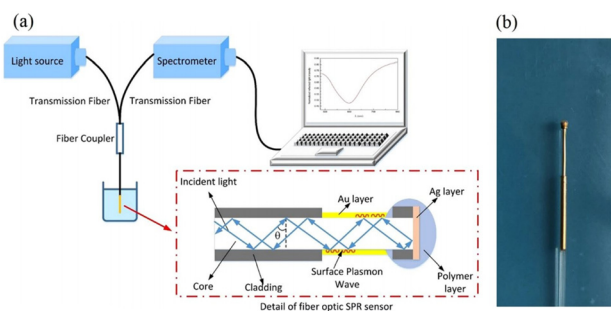 (a)
(b)
Light source
Spectrometer
Transmission Fiber
Transmission Fiber
Fiber Coupler
Incident light
Au layer
Ag layer
θ
Core
Cladding
Surface Plasmon
Wave
Polymer
layer
Detail of fiber optic SPR sensor